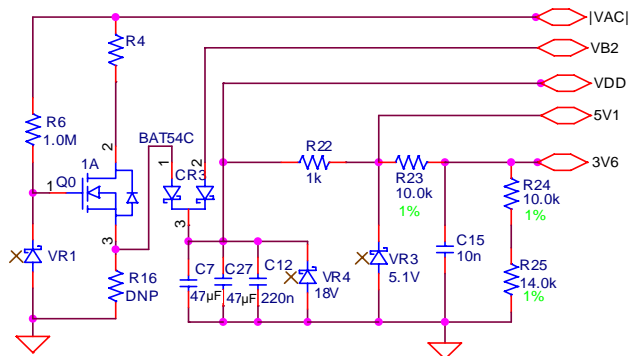 |VAC|
R4
VB2
VDD
R6
1.0M
5V1
2
BAT54C
1A
Q0
1
1
2
R22
1k
R23
10.0k
1%
3V6
R24
10.0k
1%
CR3
3
3
VR1
R16
DNP
C7
47µF
C27
47µF
C12
220n
VR4
18V
VR3
5.1V
C15
10n
R25
14.0k
1%